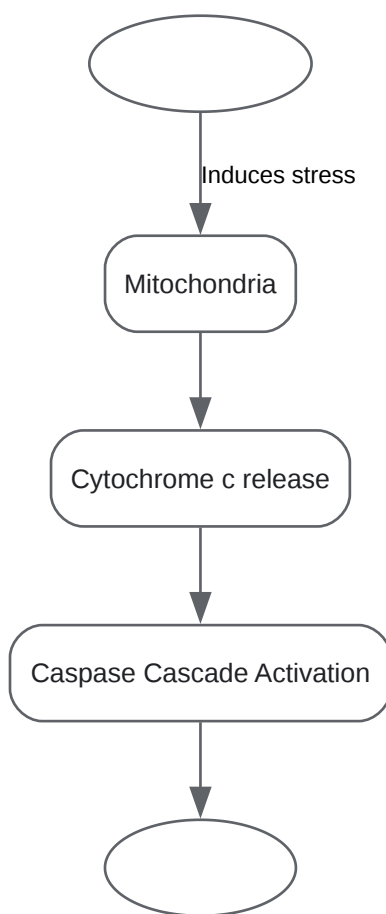 Induces stress
Mitochondria
Cytochrome c release
Caspase Cascade Activation